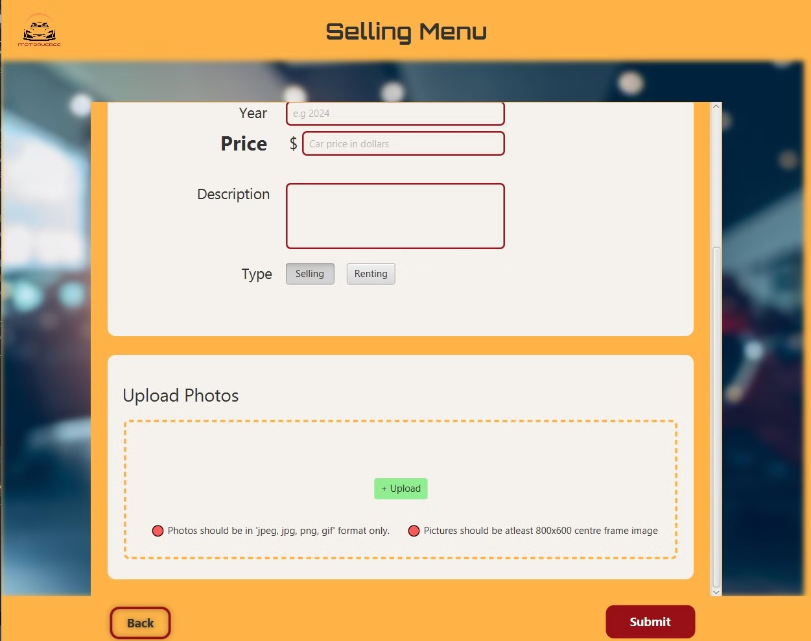 Selling Menu
Year
e.g 2024
Price
$
Car price in dollars
Description
Type
Selling
Renting
Upload Photos
+ Upload
Photos should be in 'jpeg, jpg, png, gif' format only.
Pictures should be atleast 800x600 centre frame image
Back
Submit